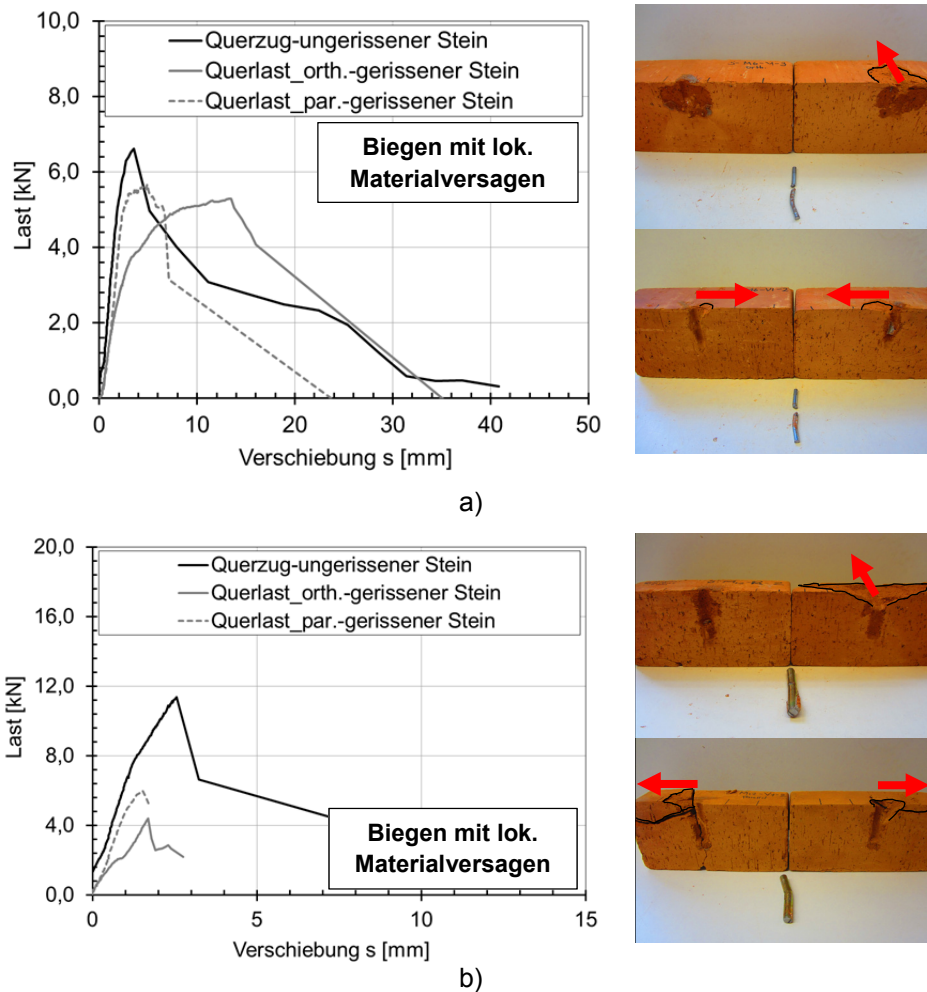 10,0
8,0
6,0
4,0
2,0
0,0
Last [kN]
Querzug-ungerissener Stein
Querlast_orth.-gerissener Stein
Querlast_par.-gerissener Stein
Biegen mit lok.
Materialversagen
0 10 20 30 40 50
Verschiebung s [mm]
a)
20,0
16,0
12,0
8,0
4,0
0,0
Last [kN]
Querzug-ungerissener Stein
Querlast_orth.-gerissener Stein
Querlast_par.-gerissener Stein
Biegen mit lok.
Materialversagen
0 5 10 15
Verschiebung s [mm]
b)